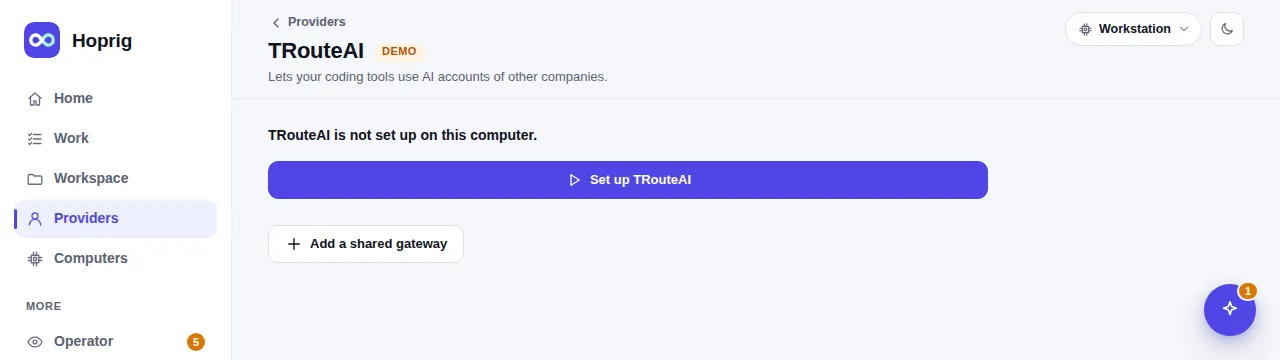 Hoprig
Home
Work
Workspace
Providers
Computers
MORE
Operator
5
Providers
TRouteAI
DEMO
Lets your coding tools use AI accounts of other companies.
Workstation
TRouteAI is not set up on this computer.
Set up TRouteAI
Add a shared gateway
1